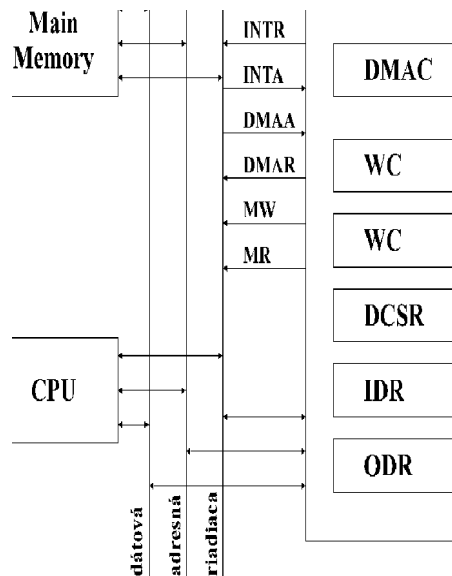 Main
Memory
INTR
INTA
DMAA
DMAR
MW
MR
DMAC
WC
WC
DCSR
IDR
ODR
CPU
dátová
adresná
riadiaca